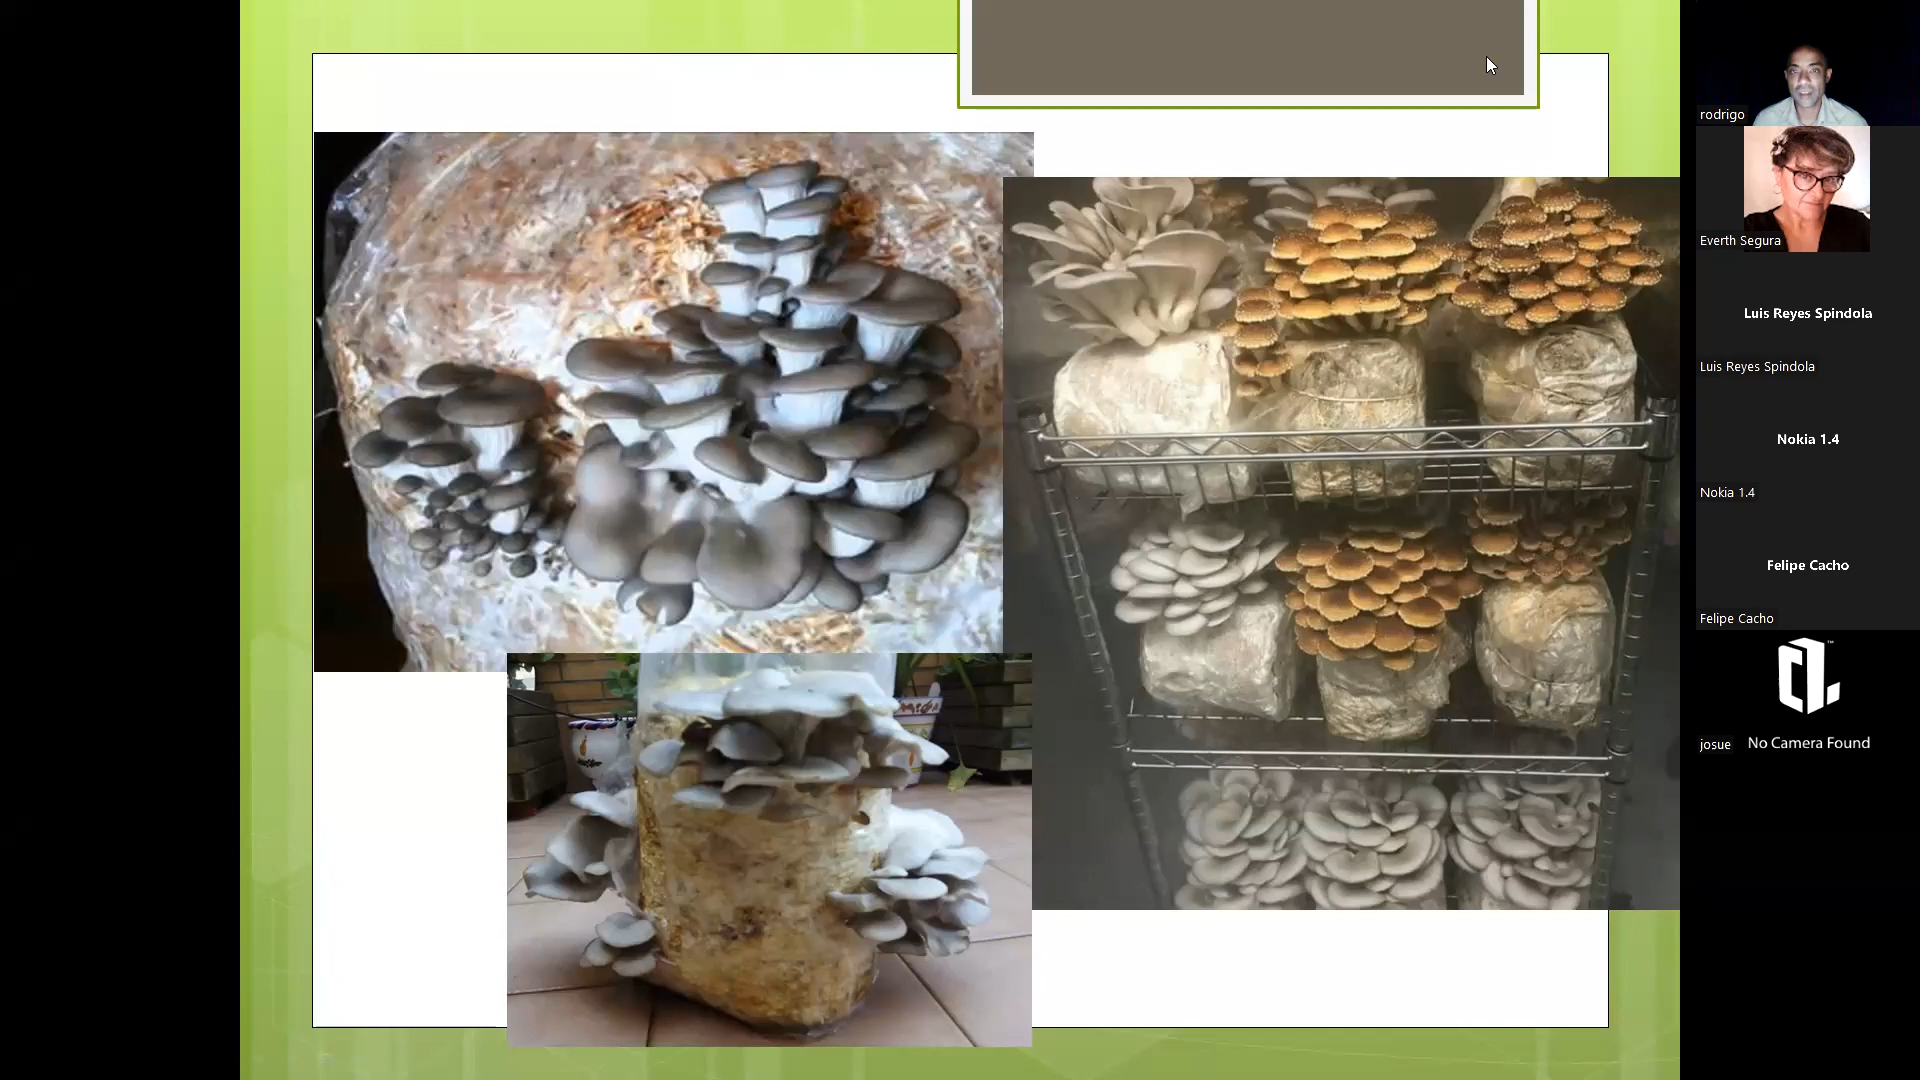 rodrigo
Everth Segura
Luis Reyes Spindola
Luis Reyes Spindola
Nokia 1.4
Nokia 1.4
Felipe Cacho
Felipe Cacho
josue
No Camera Found